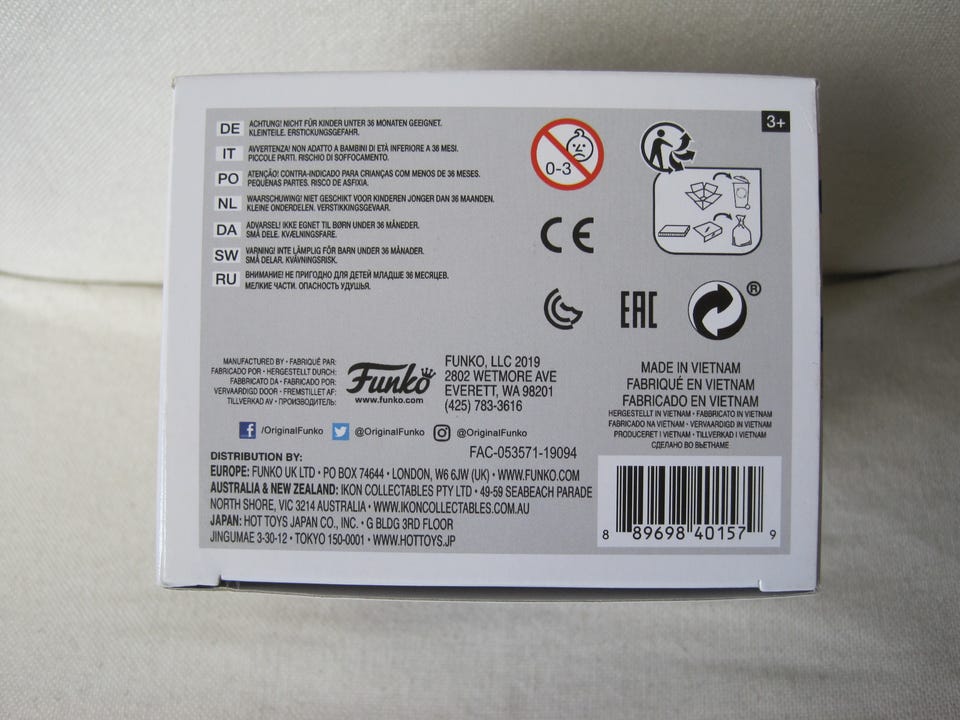 3+
DE
ACHTUNG! NICHT FÜR KINDER UNTER 36 MONATEN GEEIGNET.
KLEINTEILE. ERSTICKUNGSGEFAHR.
IT
AVVERTENZA! NON ADATTO A BAMBINI DI ETÀ INFERIORE A 36 MESI.
PICCOLE PARTI. RISCHIO DI SOFFOCAMENTO.
PO
ATENÇÃO! CONTRA-INDICADO PARA CRIANÇAS COM MENOS DE 36 MESES.
PEQUENAS PARTES. RISCO DE ASFIXIA.
NL
WAARSCHUWING! NIET GESCHIKT VOOR KINDEREN JONGER DAN 36 MAANDEN.
KLEINE ONDERDELEN. VERSTIKKINGSGEVAAR.
DA
ADVARSEL! IKKE EGNET TIL BØRN UNDER 36 MÅNEDER.
SMÅ DELE. KVÆLNINGSFARE.
SW
VARNING! INTE LÄMPLIG FÖR BARN UNDER 36 MÅNADER.
SMÅ DELAR. KVÄVNINGSRISK.
RU
ВНИМАНИЕ! НЕ ПРИГОДНО ДЛЯ ДЕТЕЙ МЛАДШЕ 36 МЕСЯЦЕВ.
МЕЛКИЕ ЧАСТИ. ОПАСНОСТЬ УДУШЬЯ.
0-3
CE
EAC
®
MANUFACTURED BY • FABRIQUÉ PAR:
FABRICADO POR • HERGESTELLT DURCH:
FABBRICATO DA • FABRICADO POR:
VERVAARDIGD DOOR • FREMSTILLET AF:
TILLVERKAD AV • ПРОИЗВОДИТЕЛЬ:
Funko
www.funko.com
FUNKO, LLC 2019
2802 WETMORE AVE
EVERETT, WA 98201
(425) 783-3616
f /OriginalFunko @OriginalFunko @OriginalFunko
FAC-053571-19094
DISTRIBUTION BY:
EUROPE: FUNKO UK LTD • PO BOX 74644 • LONDON, W6 6JW (UK) • WWW.FUNKO.COM
AUSTRALIA & NEW ZEALAND: IKON COLLECTABLES PTY LTD • 49-59 SEABEACH PARADE
NORTH SHORE, VIC 3214 AUSTRALIA • WWW.IKONCOLLECTABLES.COM.AU
JAPAN: HOT TOYS JAPAN CO., INC. • G BLDG 3RD FLOOR
JINGUMAE 3-30-12 • TOKYO 150-0001 • WWW.HOTTOYS.JP
MADE IN VIETNAM
FABRIQUÉ EN VIETNAM
FABRICADO EN VIETNAM
HERGESTELLT IN VIETNAM • FABBRICATO IN VIETNAM
FABRICADO NA VIETNAM • VERVAARDIGD IN VIETNAM
PRODUCERET I VIETNAM • TILLVERKAD I VIETNAM
СДЕЛАНО ВО ВЬЕТНАМЕ
8 89698 40157 9